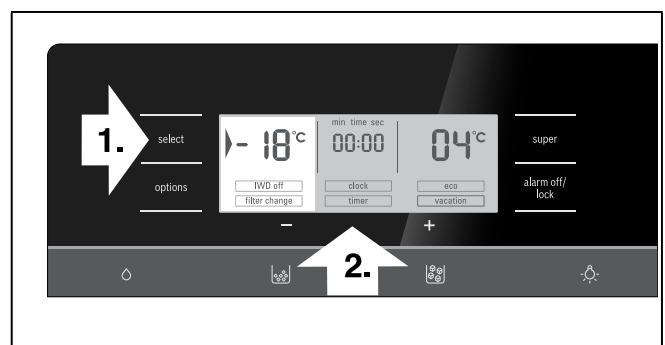 1.
select
options
- 18°C
min time sec
00:00
04°C
IWD off
filter change
clock
timer
eco
vacation
super
alarm off/
lock
− +
2.